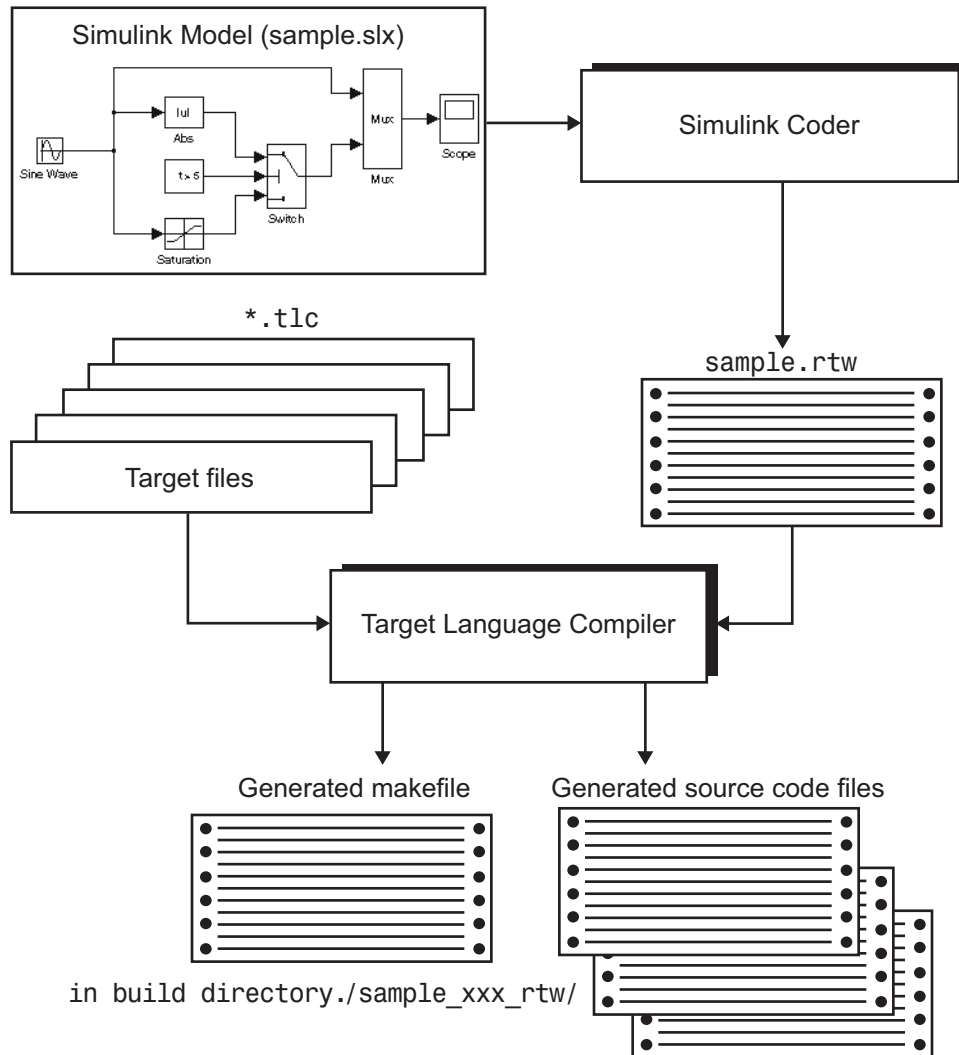 Simulink Model (sample.slx)
|u|
Abs
Mux
Mux
Scope
Sine Wave
t>5
Switch
Saturation
Simulink Coder
*.tlc
sample.rtw
Target files
Target Language Compiler
Generated makefile
Generated source code files
in build directory./sample_xxx_rtw/